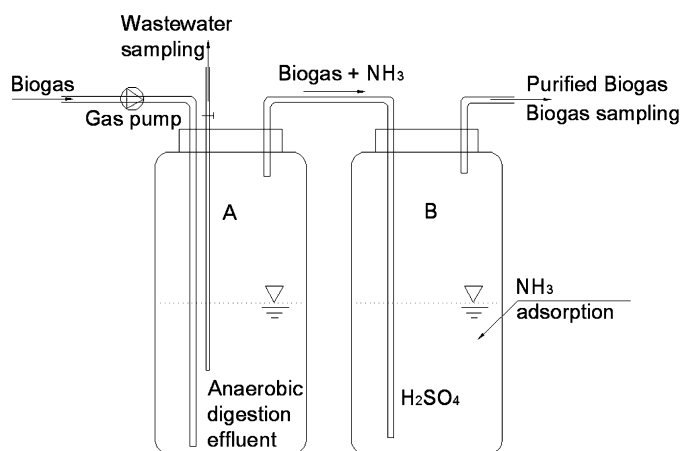 Wastewater
sampling
Biogas
Gas pump
Biogas + NH3
Purified Biogas
Biogas sampling
A
B
NH3
adsorption
Anaerobic
digestion
effluent
H2SO4